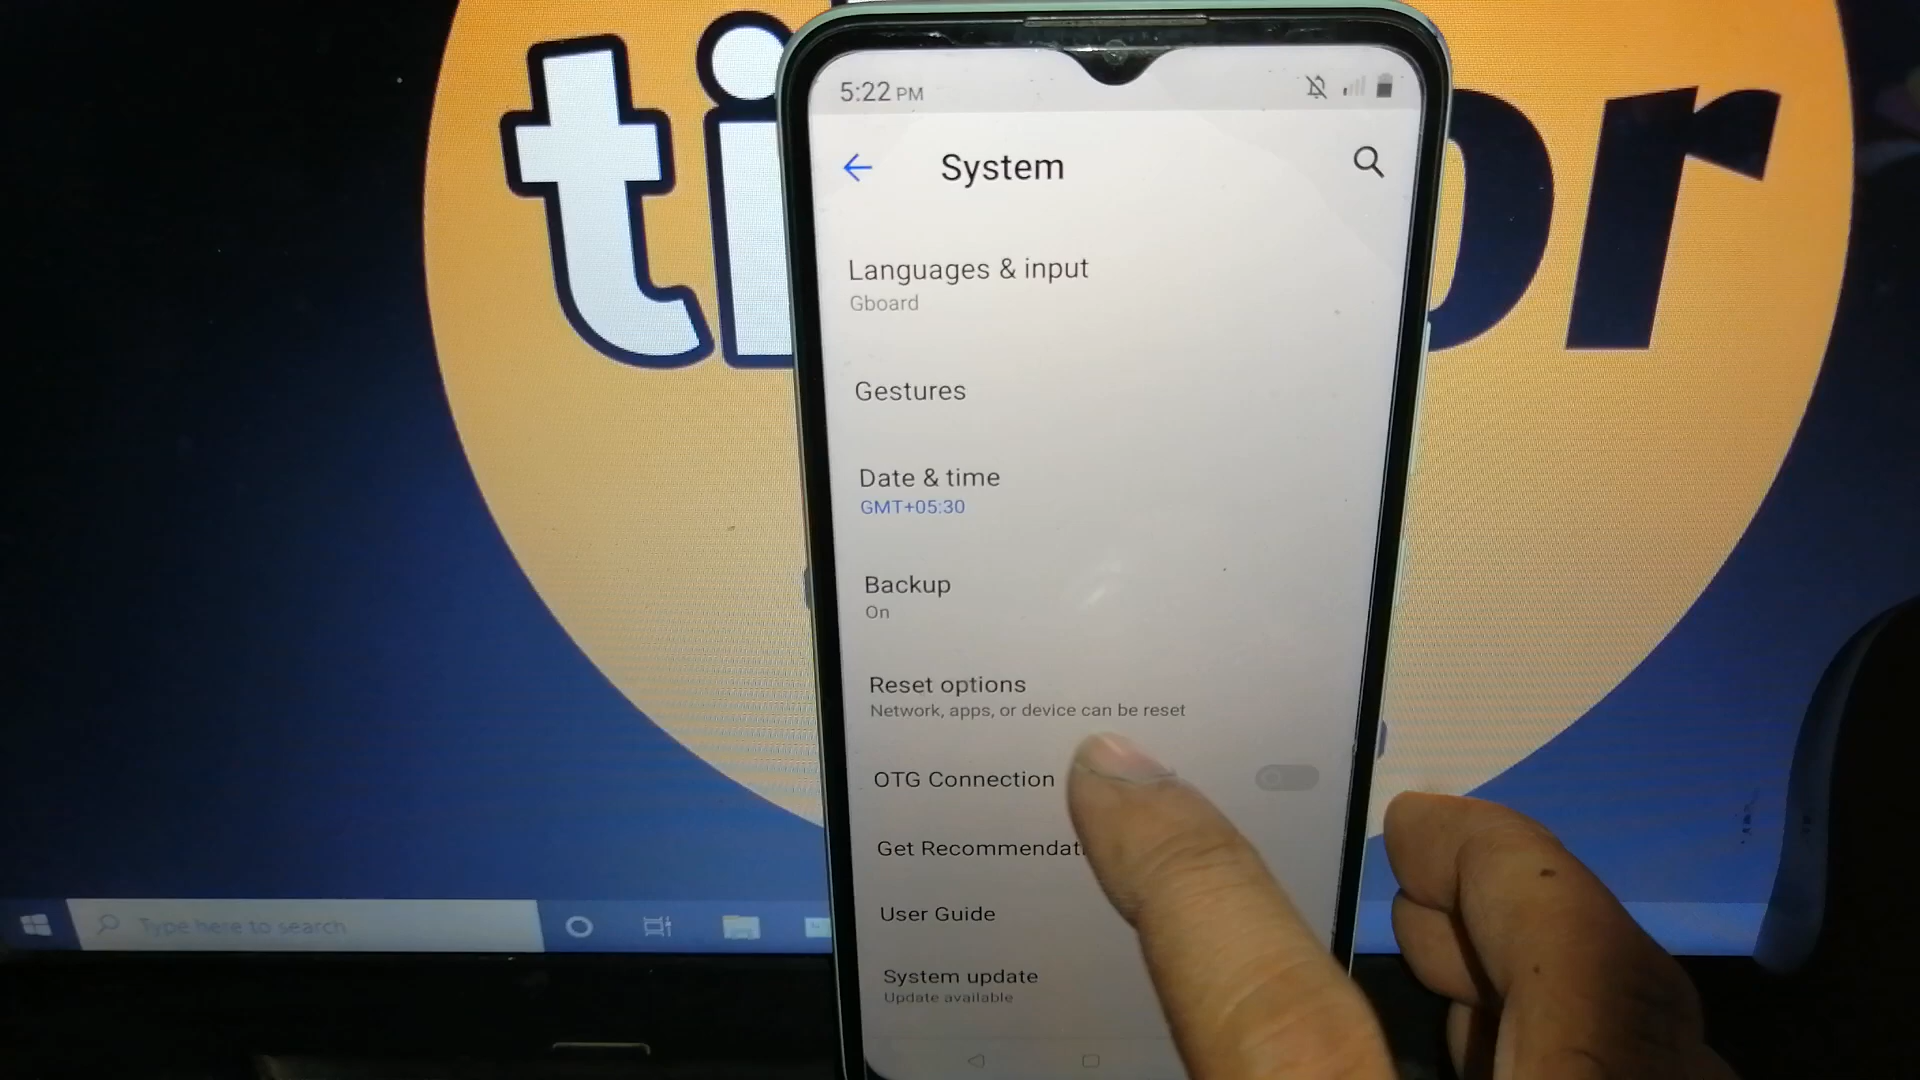 5:22 PM
System
Languages & input
Gboard
Gestures
Date & time
GMT+05:30
Backup
On
Reset options
Network, apps, or device can be reset
OTG Connection
Get Recommendat
User Guide
System update
Update available
Type here to search